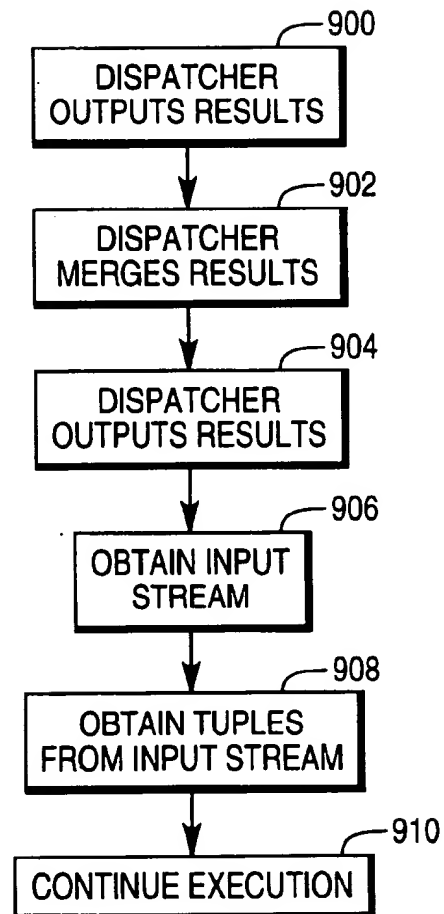 900
DISPATCHER
OUTPUTS RESULTS
902
DISPATCHER
MERGES RESULTS
904
DISPATCHER
OUTPUTS RESULTS
906
OBTAIN INPUT
STREAM
908
OBTAIN TUPLES
FROM INPUT STREAM
910
CONTINUE EXECUTION